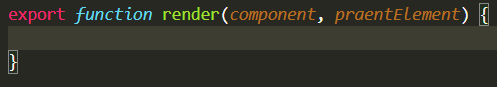 export function render(component, praentElement) {
}